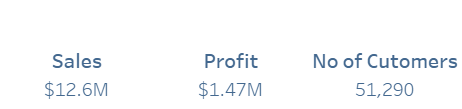 Sales Profit No of Cutomers
$12.6M $1.47M 51,290